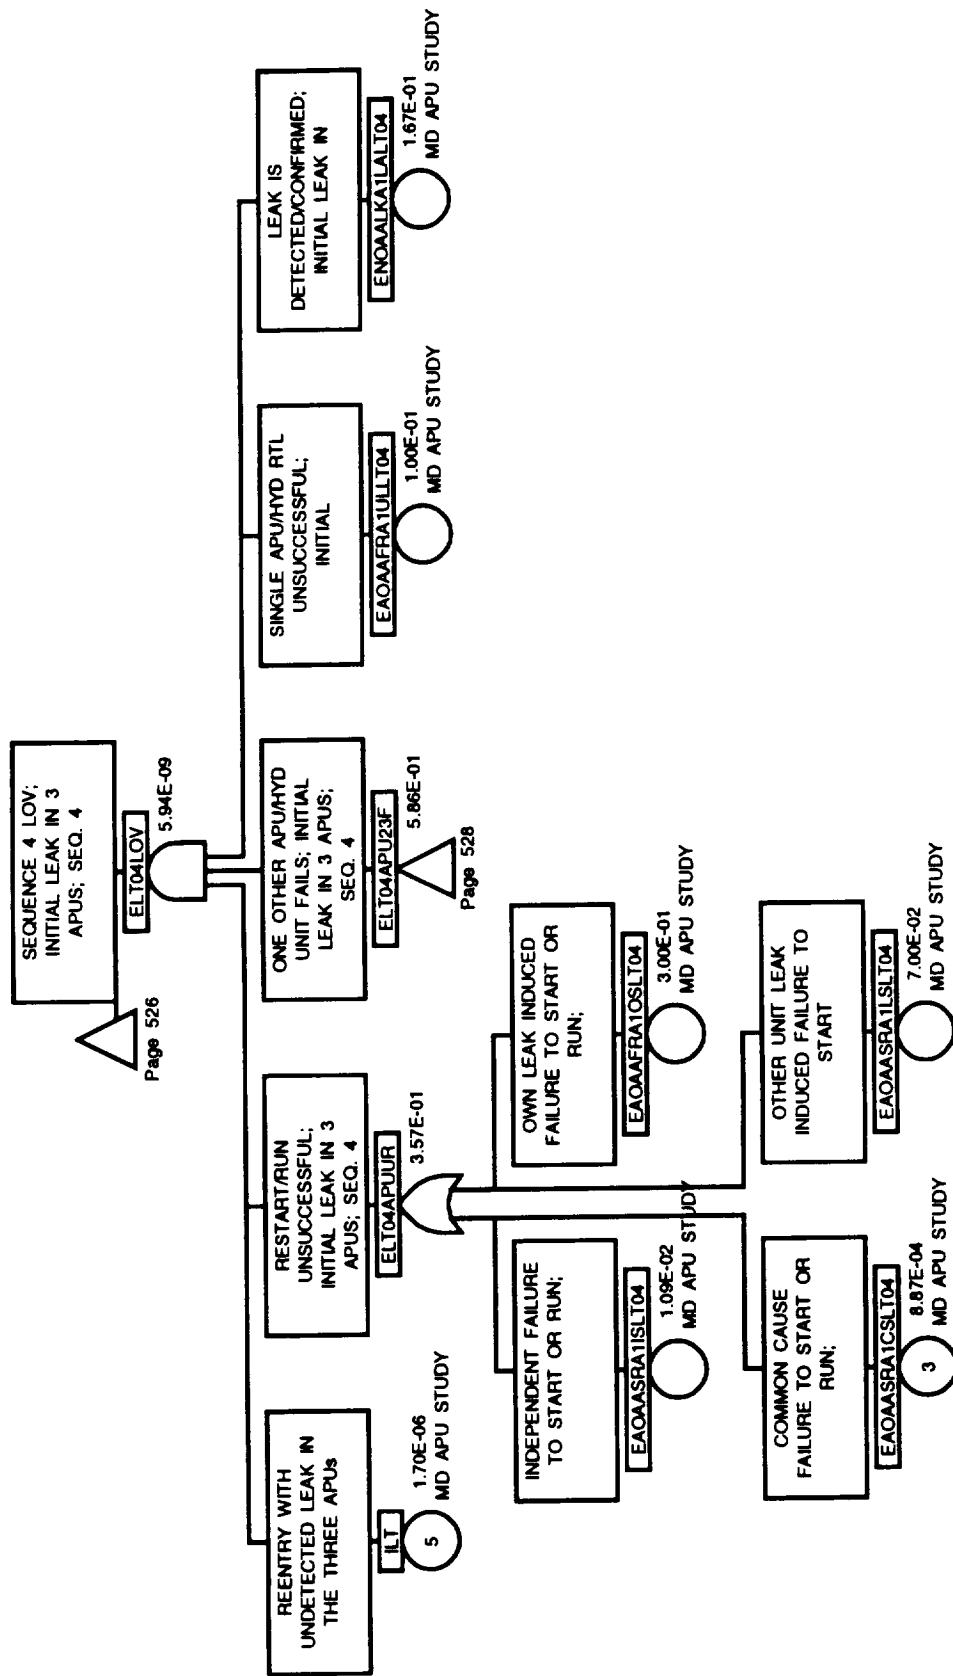 SEQUENCE 4 LOV;
INITIAL LEAK IN 3
APUS; SEQ. 4
ELT04LOV
5.94E-09
Page 526
REENTRY WITH
UNDETECTED LEAK IN
THE THREE APUs
ILT
5
1.70E-06
MD APU STUDY
RESTART/RUN
UNSUCCESSFUL;
INITIAL LEAK IN 3
APUS; SEQ. 4
ELT04APUUR
3.57E-01
ONE OTHER APU/HYD
UNIT FAILS; INITIAL
LEAK IN 3 APUS;
SEQ. 4
ELT04APU23F
5.86E-01
Page 528
SINGLE APU/HYD RTL
UNSUCCESSFUL;
INITIAL
EAOAAFRA1ULLT04
1.00E-01
MD APU STUDY
LEAK IS
DETECTED/CONFIRMED;
INITIAL LEAK IN
ENOAALKA1LALT04
1.67E-01
MD APU STUDY
INDEPENDENT FAILURE
TO START OR RUN;
EAOAASRA1ISLT04
1.09E-02
MD APU STUDY
OWN LEAK INDUCED
FAILURE TO START OR
RUN;
EAOAAFRA1OSLT04
3.00E-01
MD APU STUDY
COMMON CAUSE
FAILURE TO START OR
RUN;
EAOAASRA1CSLT04
3
8.87E-04
MD APU STUDY
OTHER UNIT LEAK
INDUCED FAILURE TO
START
EAOAASRA1LSLT04
7.00E-02
MD APU STUDY